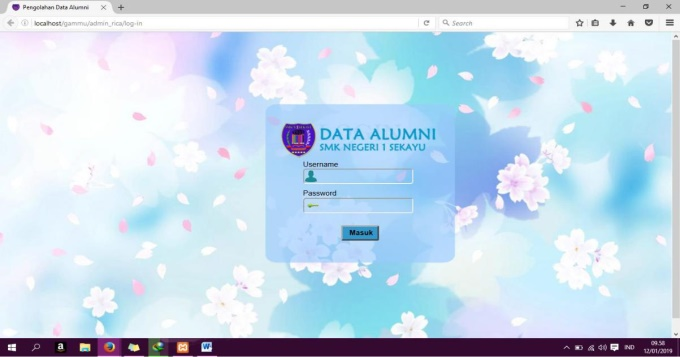 Pengolahan Data Alumni
localhost/gammu/admin_rica/log-in
Search
DATA ALUMNI
SMK NEGERI 1 SEKAYU
Username
Password
Masuk
IND
09.58
12/01/2019